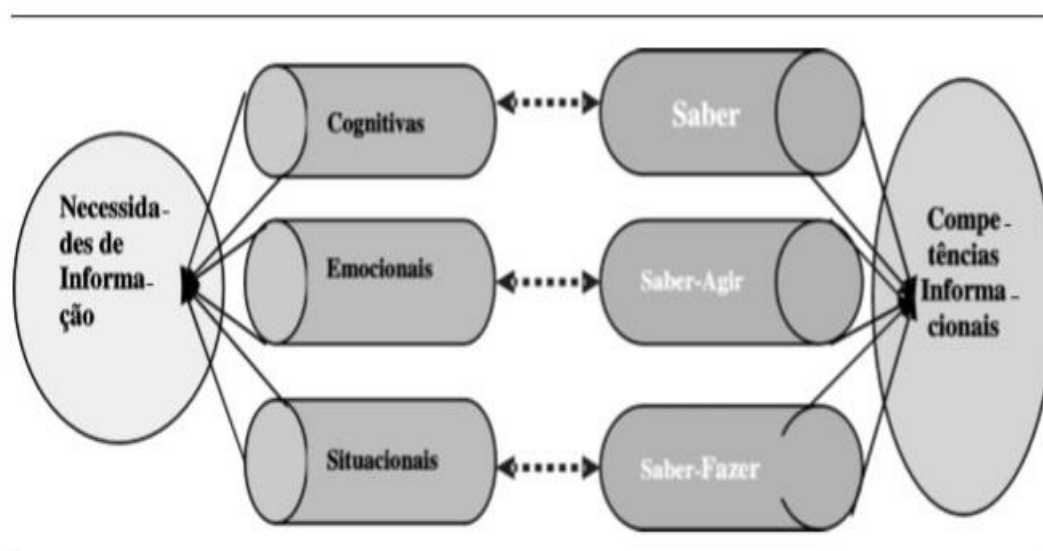 Necessida-
des de
Informa-
ção
Cognitivas
Emocionais
Situacionais
Saber
Saber-Agir
Saber-Fazer
Compe-
tências
Informa-
cionais